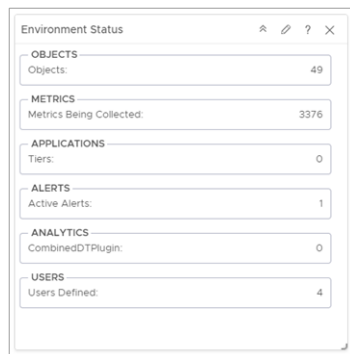 Environment Status
OBJECTS
Objects: 49
METRICS
Metrics Being Collected: 3376
APPLICATIONS
Tiers: 0
ALERTS
Active Alerts: 1
ANALYTICS
CombinedDTPlugin: 0
USERS
Users Defined: 4